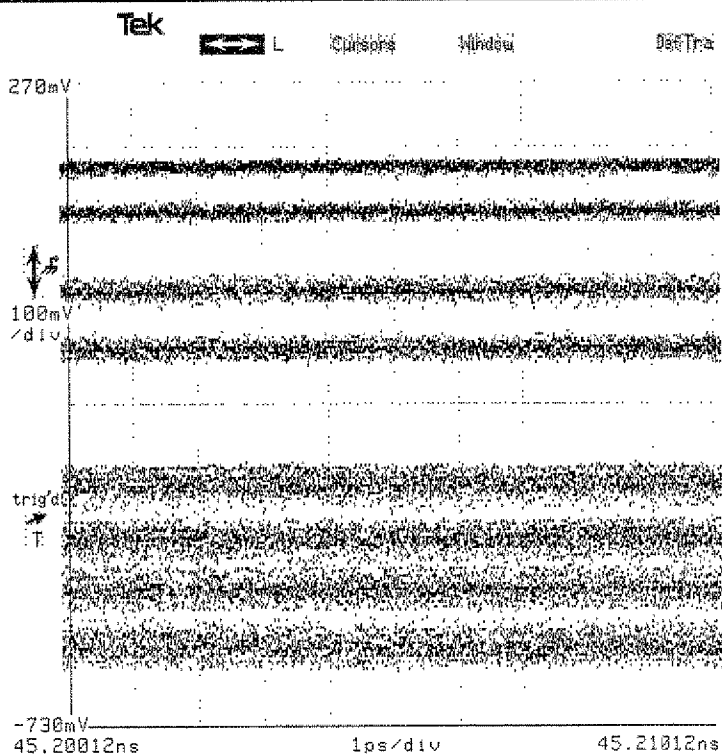 Tek
L Cursors Window
270mV
100mV
/div
trig'd
T
-730mV
45.20012ns 1ps/div 45.21012ns